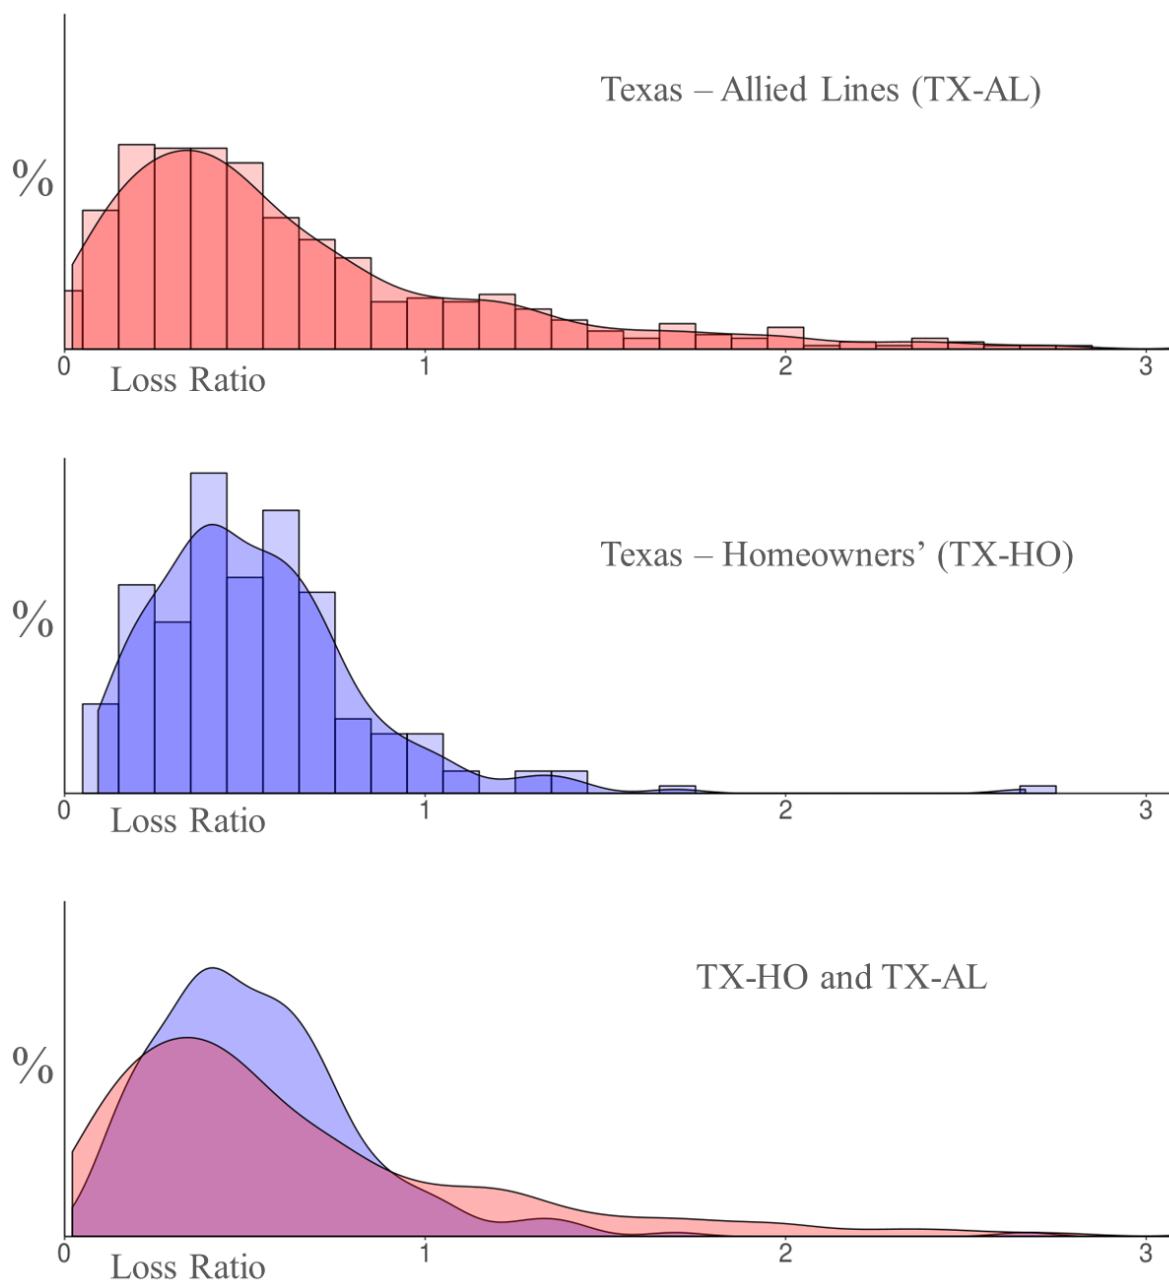 Texas – Allied Lines (TX-AL)
%
0 1 2 3
Loss Ratio
Texas – Homeowners’ (TX-HO)
%
0 1 2 3
Loss Ratio
TX-HO and TX-AL
%
0 1 2 3
Loss Ratio